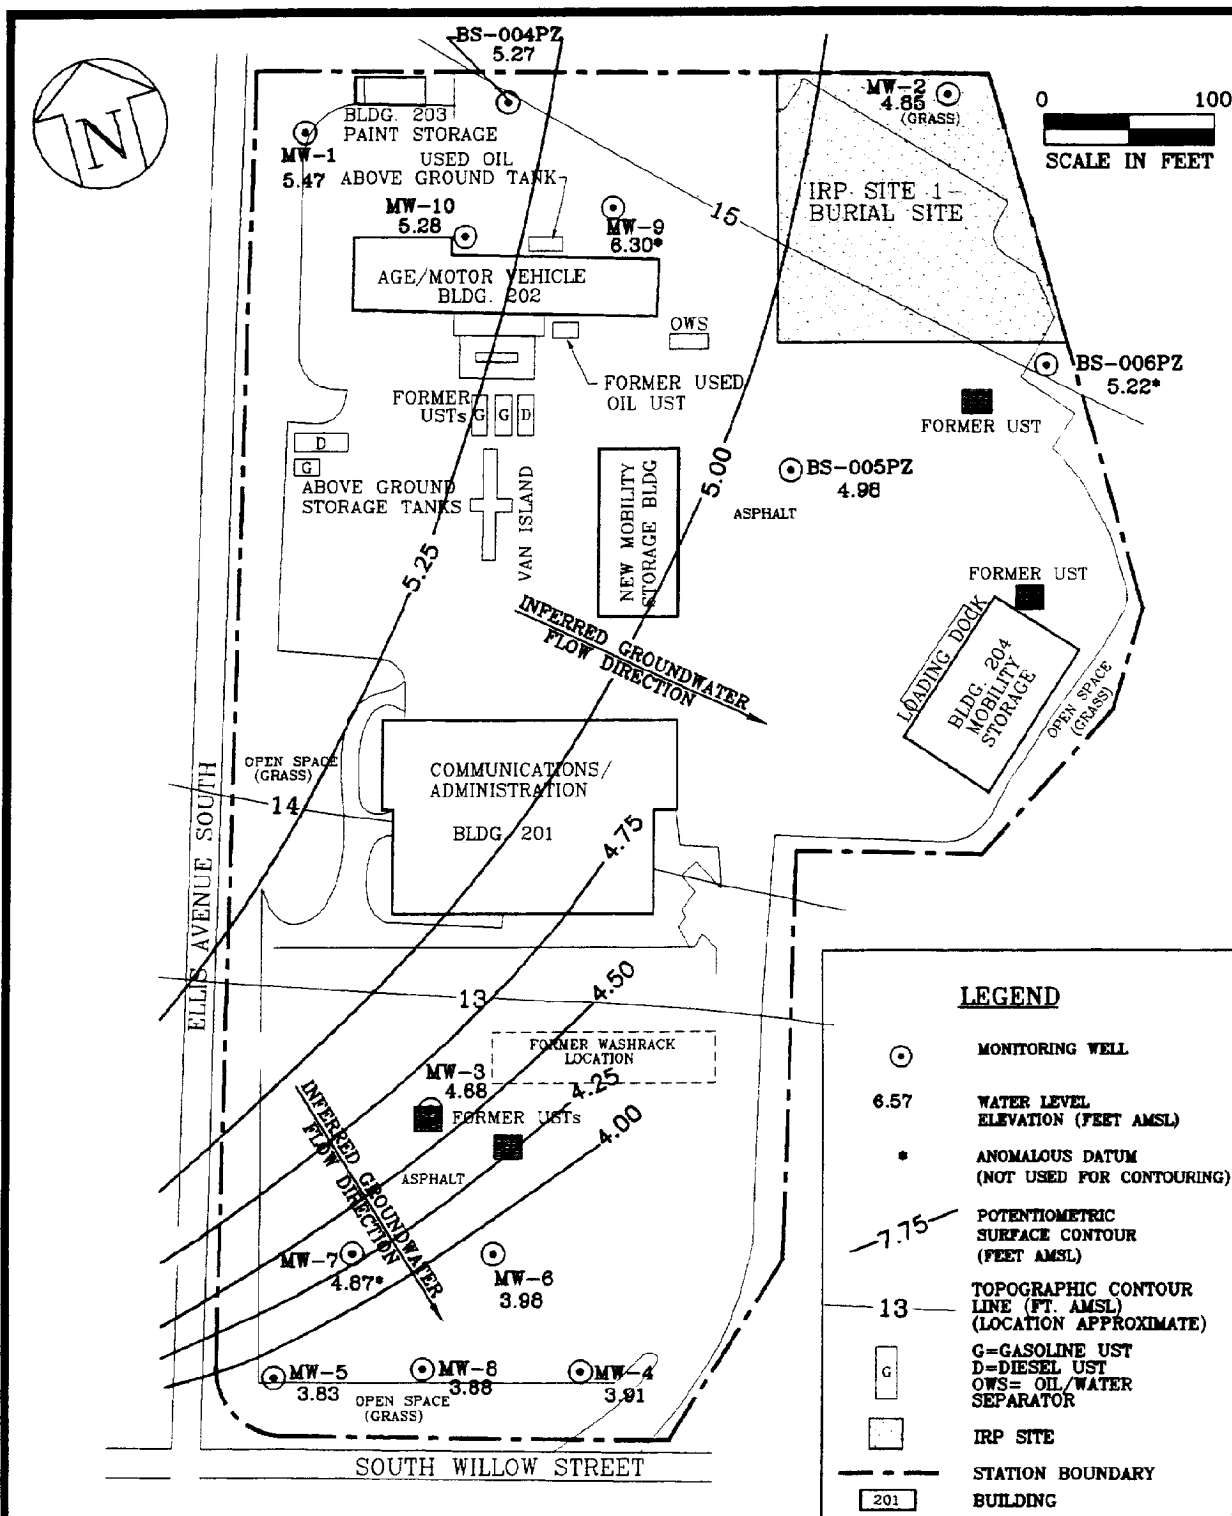 BS-004PZ
5.27
N
BLDG. 203
PAINT STORAGE
MW-1
5.47
USED OIL
ABOVE GROUND TANK
MW-10
5.28
MW-9
6.30*
15
MW-2
4.85
(GRASS)
0 100
SCALE IN FEET
IRP SITE 1-
BURIAL SITE
AGE/MOTOR VEHICLE
BLDG. 202
OWS
BS-006PZ
5.22*
FORMER USED
OIL UST
FORMER
USTs
G G D
D
G
ABOVE GROUND
STORAGE TANKS
VAN ISLAND
NEW MOBILITY
STORAGE BLDG
5.00
BS-005PZ
4.98
ASPHALT
FORMER UST
5.25
FORMER UST
INFERRED GROUNDWATER
FLOW DIRECTION
LOADING DOCK
BLDG. 204
MOBILITY
STORAGE
OPEN SPACE
(GRASS)
OPEN SPACE
(GRASS)
14
COMMUNICATIONS/
ADMINISTRATION
BLDG. 201
4.75
ELLIS AVENUE SOUTH
13
4.50
FORMER WASHRACK
LOCATION
MW-3
4.68
4.25
FORMER USTs
4.00
INFERRED GROUNDWATER
FLOW DIRECTION
ASPHALT
MW-7
4.87*
MW-6
3.98
MW-5
3.83
MW-8
3.88
MW-4
3.91
OPEN SPACE
(GRASS)
SOUTH WILLOW STREET
LEGEND
MONITORING WELL
6.57 WATER LEVEL
ELEVATION (FEET AMSL)
* ANOMALOUS DATUM
(NOT USED FOR CONTOURING)
7.75 POTENTIOMETRIC
SURFACE CONTOUR
(FEET AMSL)
13 TOPOGRAPHIC CONTOUR
LINE (FT. AMSL)
(LOCATION APPROXIMATE)
G G=GASOLINE UST
D=DIESEL UST
OWS= OIL/WATER
SEPARATOR
IRP SITE
STATION BOUNDARY
201 BUILDING